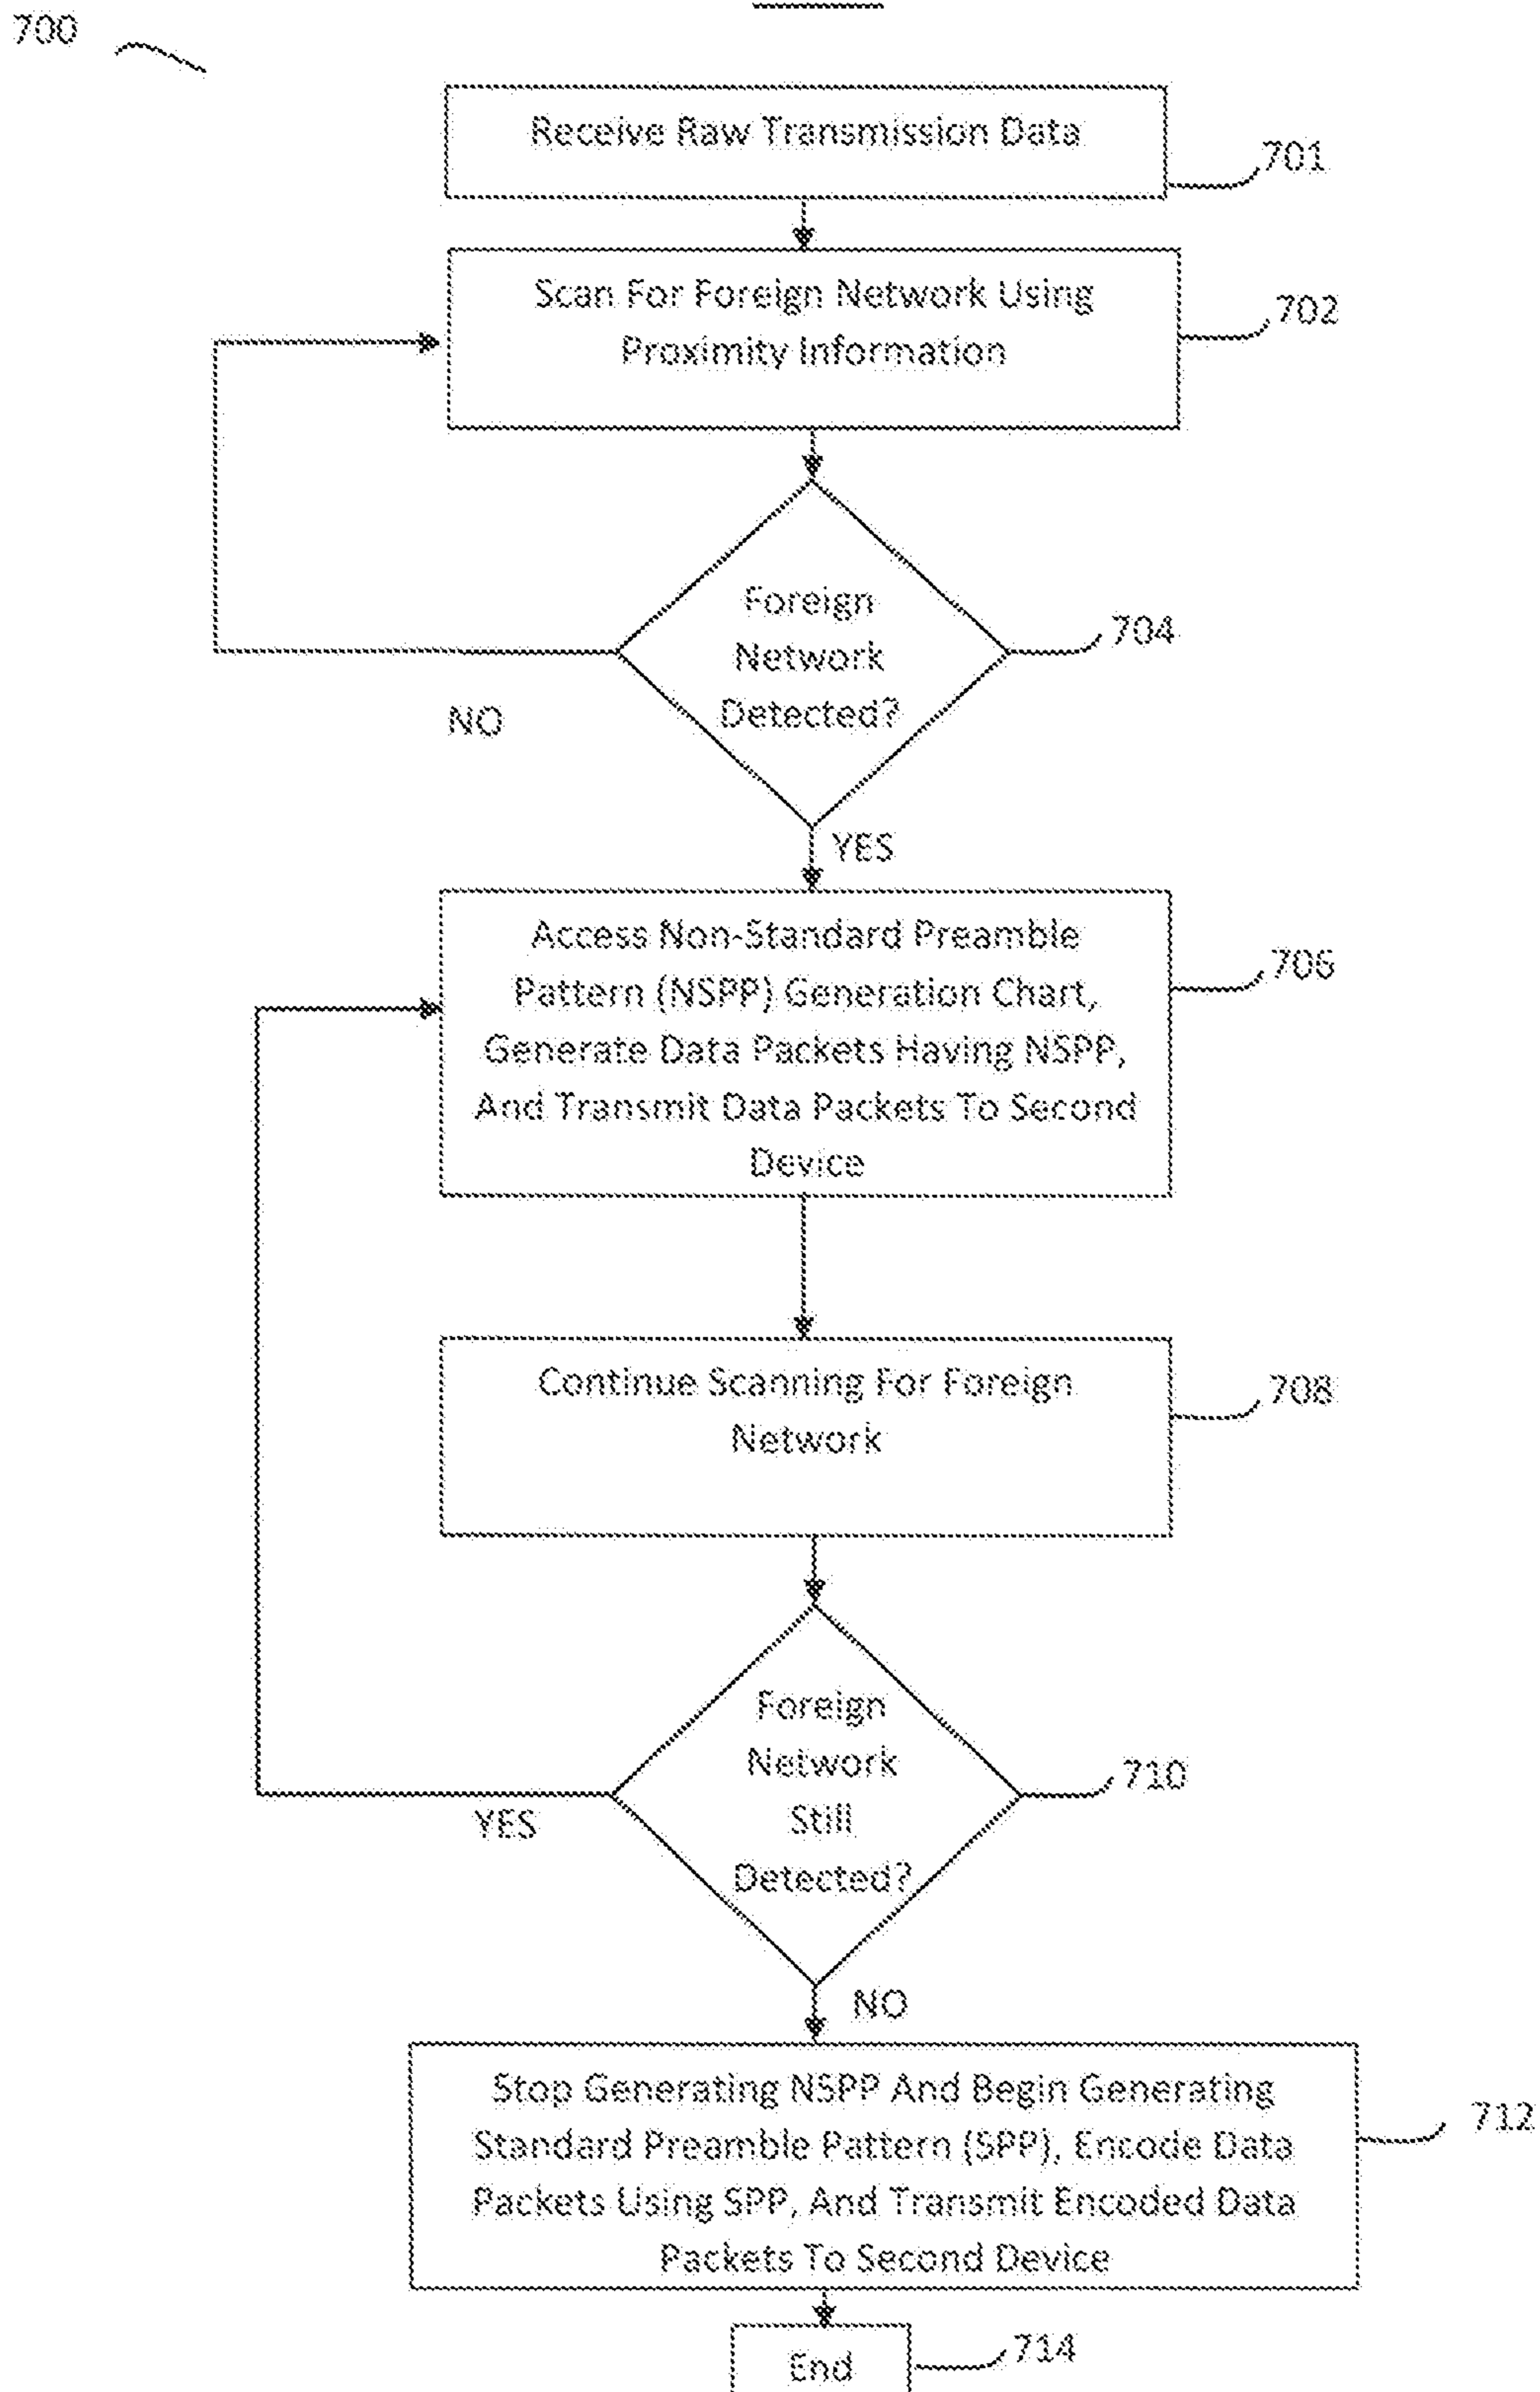 700
Receive Raw Transmission Data
701
Scan For Foreign Network Using
Proximity Information
702
Foreign
Network
Detected?
704
NO
YES
Access Non-Standard Preamble
Pattern (NSPP) Generation Chart,
Generate Data Packets Having NSPP,
And Transmit Data Packets To Second
Device
706
Continue Scanning For Foreign
Network
708
Foreign
Network
Still
Detected?
710
YES
NO
Stop Generating NSPP And Begin Generating
Standard Preamble Pattern (SPP), Encode Data
Packets Using SPP, And Transmit Encoded Data
Packets To Second Device
712
End
714